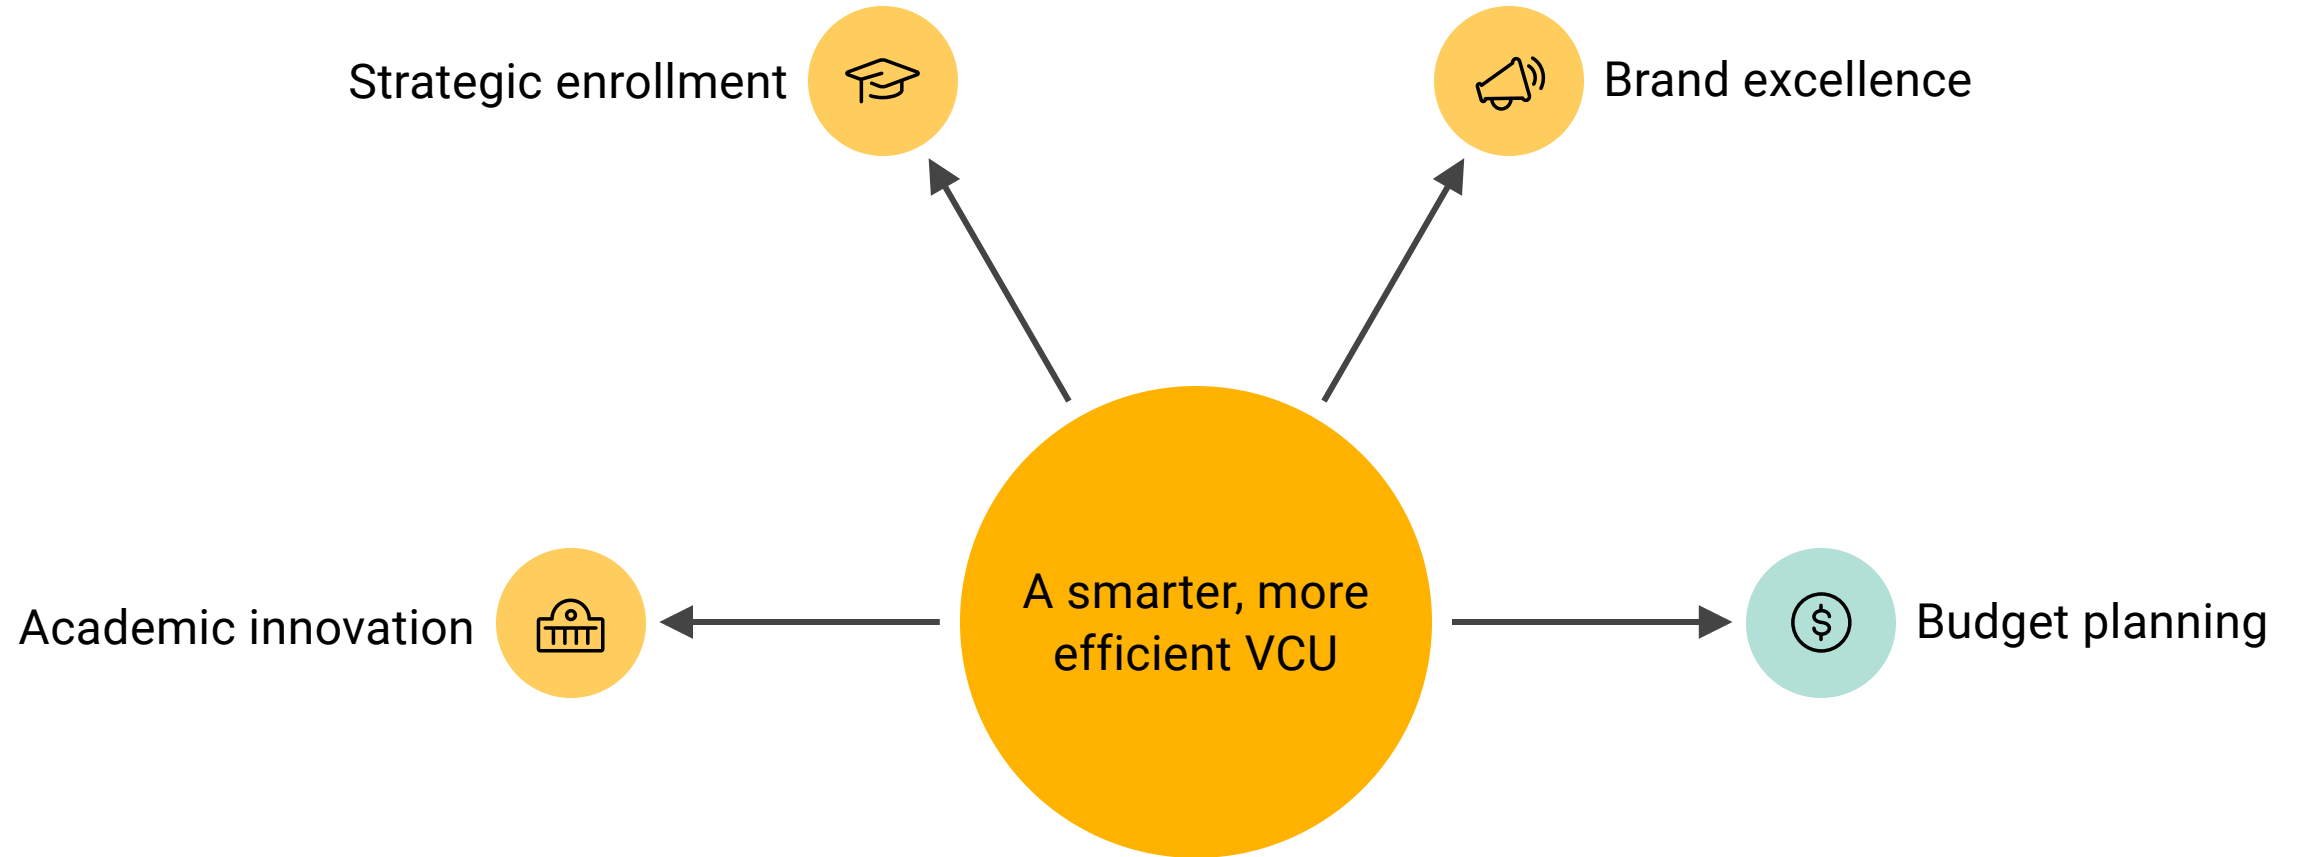 Strategic enrollment
Brand excellence
Academic innovation
A smarter, more
efficient VCU
Budget planning